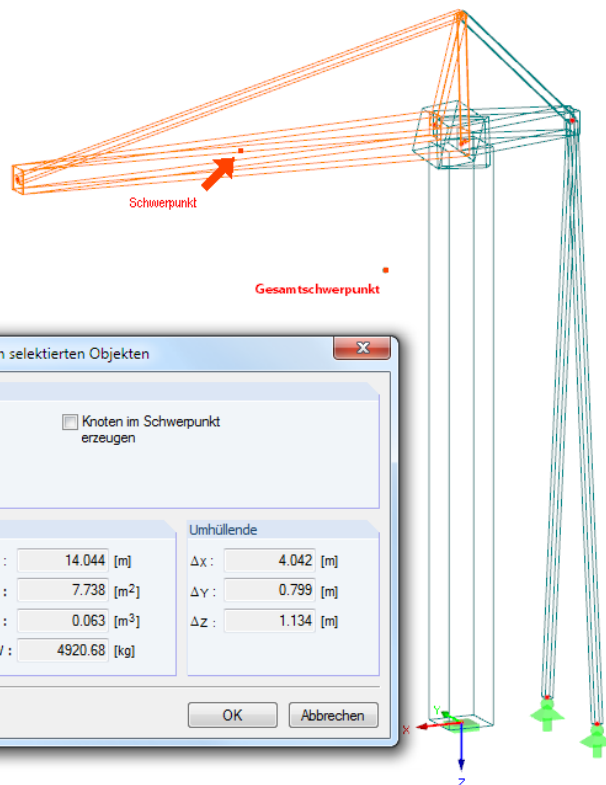 Schwerpunkt
Gesamtschwerpunkt
selektierten Objekten
Knoten im Schwerpunkt
erzeugen
Umhüllende
: 14.044 [m]
: 7.738 [m²]
: 0.063 [m³]
: 4920.68 [kg]
Δx : 4.042 [m]
ΔY : 0.799 [m]
ΔZ : 1.134 [m]
OK Abbrechen
X
Y
Z